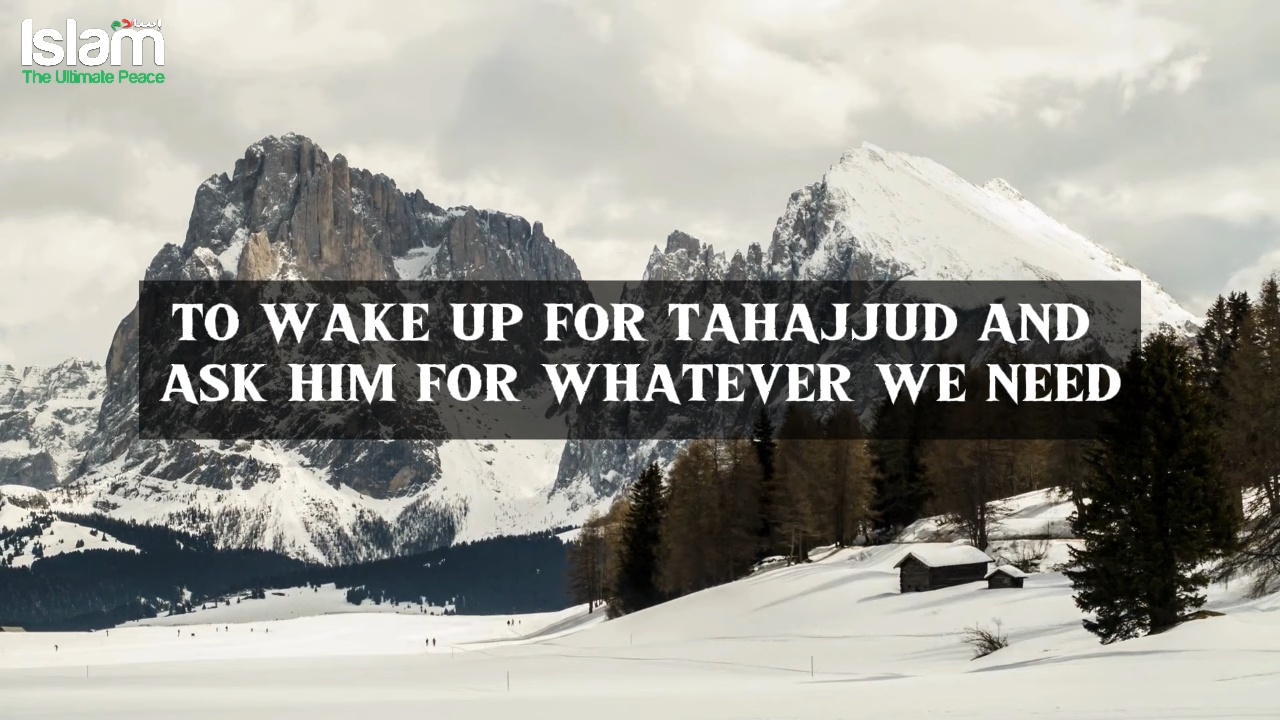 Islam
The Ultimate Peace
TO WAKE UP FOR TAHAJJUD AND
ASK HIM FOR WHATEVER WE NEED